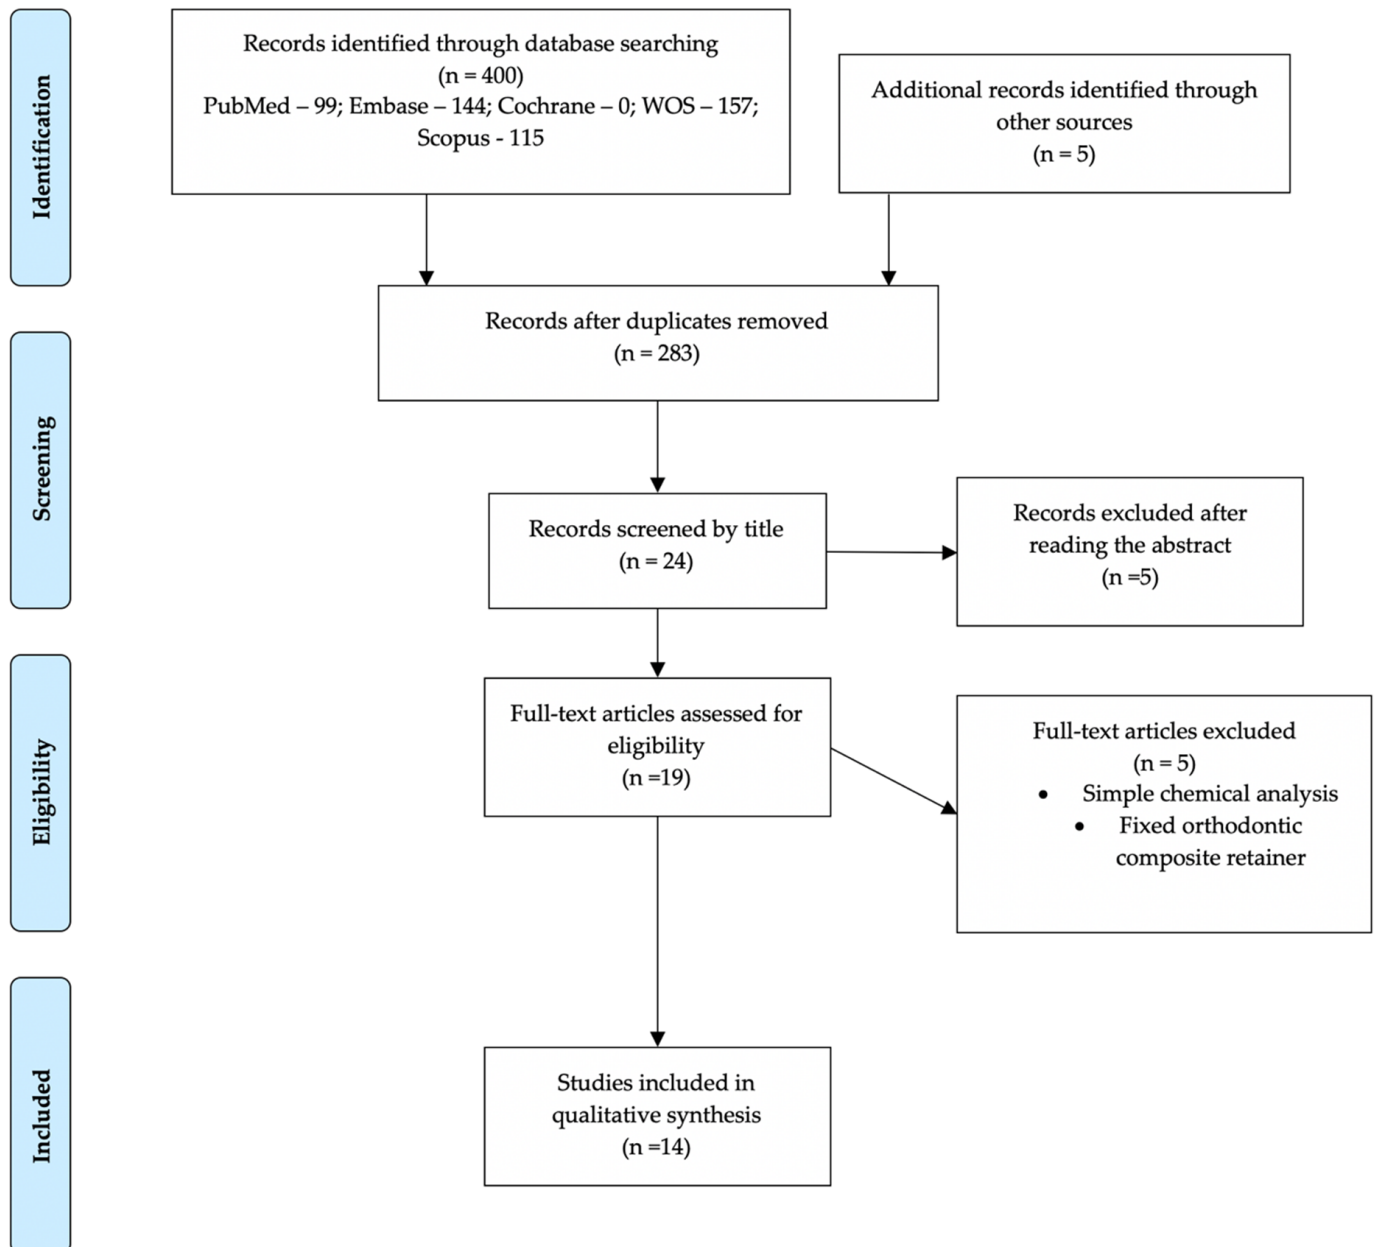 Identification
Records identified through database searching
(n = 400)
PubMed – 99; Embase – 144; Cochrane – 0; WOS – 157;
Scopus - 115
Additional records identified through
other sources
(n = 5)
Records after duplicates removed
(n = 283)
Screening
Records screened by title
(n = 24)
Records excluded after
reading the abstract
(n =5)
Eligibility
Full-text articles assessed for
eligibility
(n =19)
Full-text articles excluded
(n = 5)
• Simple chemical analysis
• Fixed orthodontic
composite retainer
Included
Studies included in
qualitative synthesis
(n =14)